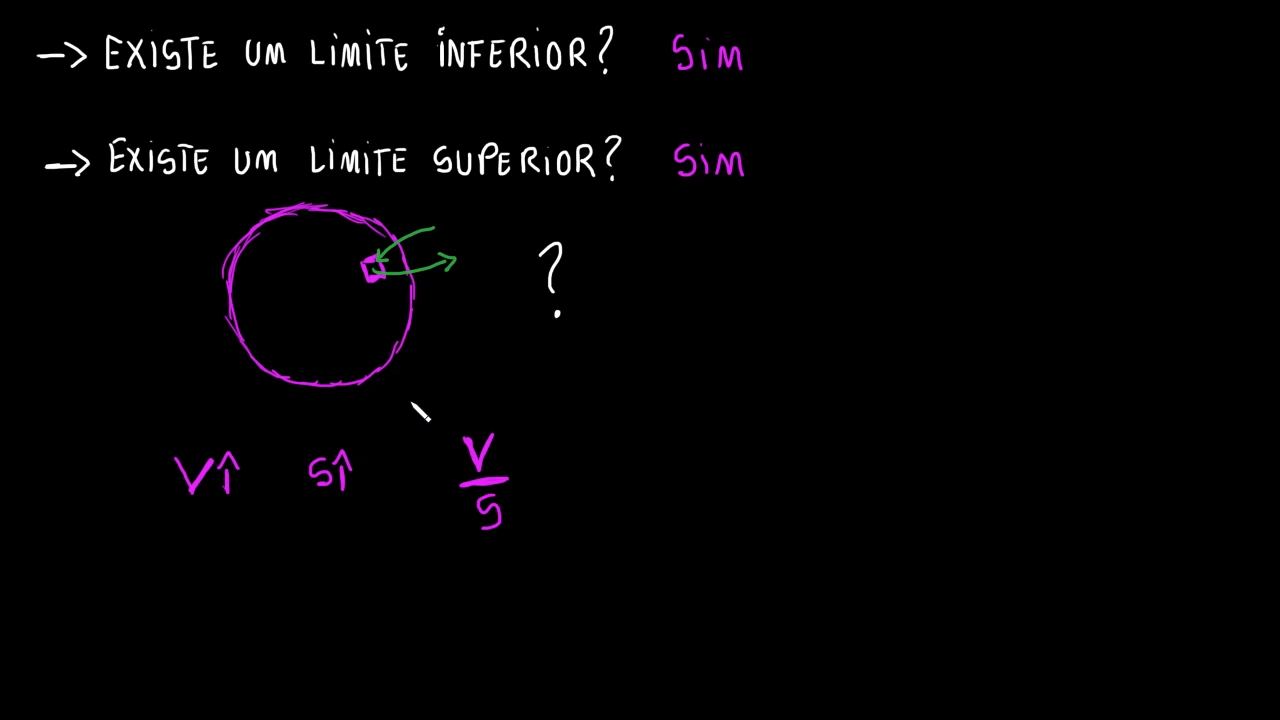 → EXISTE UM LIMITE INFERIOR? SIM
→ EXISTE UM LIMITE SUPERIOR? SIM
?
V↑ S↑ V/S